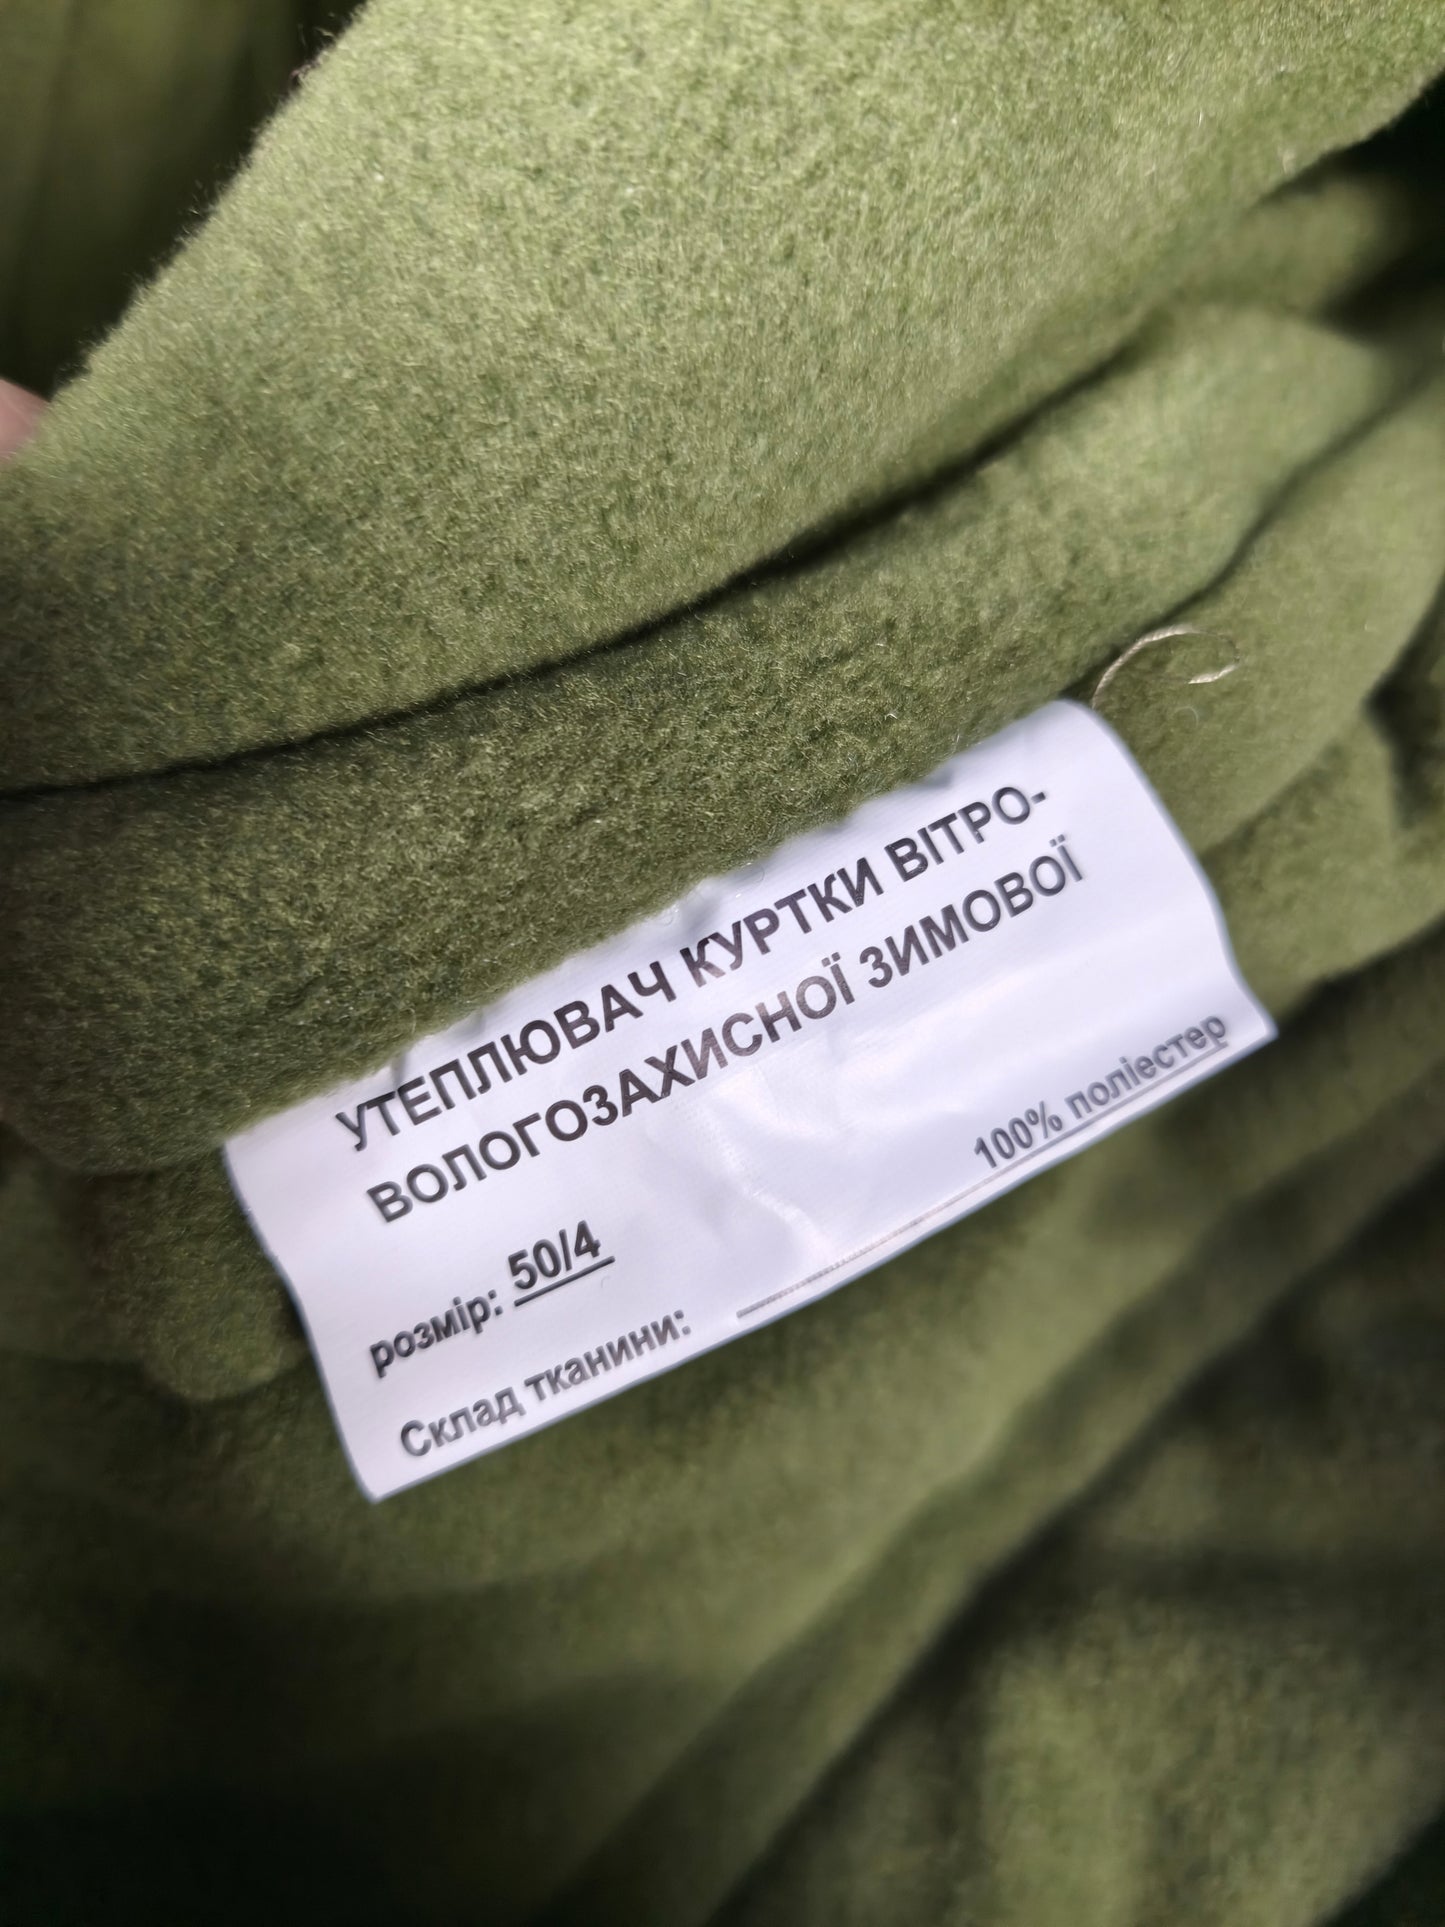 УТЕПЛЮВАЧ КУРТКИ ВІТРО-
ВОЛОГОЗАХИСНОЇ ЗИМОВОЇ
розмір: 50/4
Склад тканини: 100% поліестер